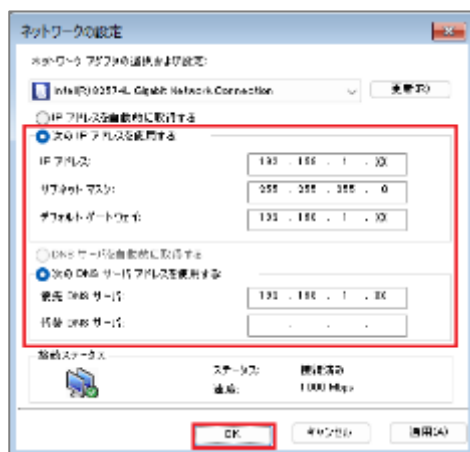 ネットワークの設定
ネットワーク アダプタの選択および設定:
Intel(R) 82574L Gigabit Network Connection
更新(R)
IP アドレスを自動的に取得する
次の IP アドレスを使用する
IP アドレス:
サブネット マスク: 255 . 255 . 255 . 0
デフォルト ゲートウェイ:
DNS サーバを自動的に取得する
次の DNS サーバ アドレスを使用する:
優先 DNS サーバ:
代替 DNS サーバ: . . .
接続ステータス
ステータス: 接続済み
速度: 1000 Mbps
OK キャンセル 適用(A)